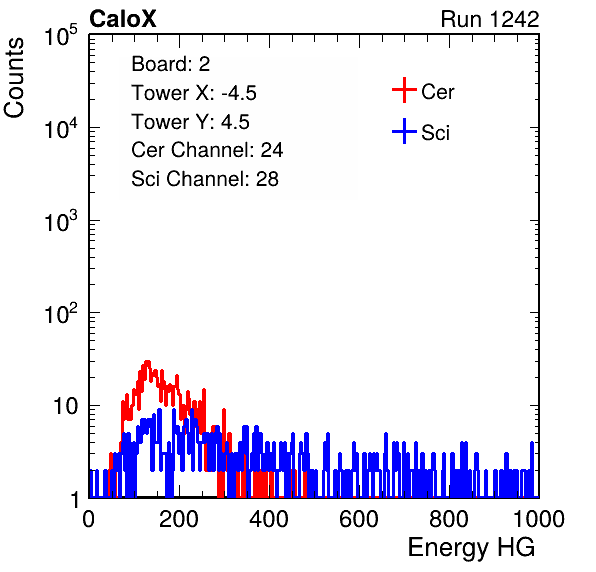 CaloX Run 1242
Counts
10^5
10^4
10^3
10^2
10
1
Board: 2
Tower X: -4.5
Tower Y: 4.5
Cer Channel: 24
Sci Channel: 28
Cer
Sci
0 200 400 600 800 1000
Energy HG